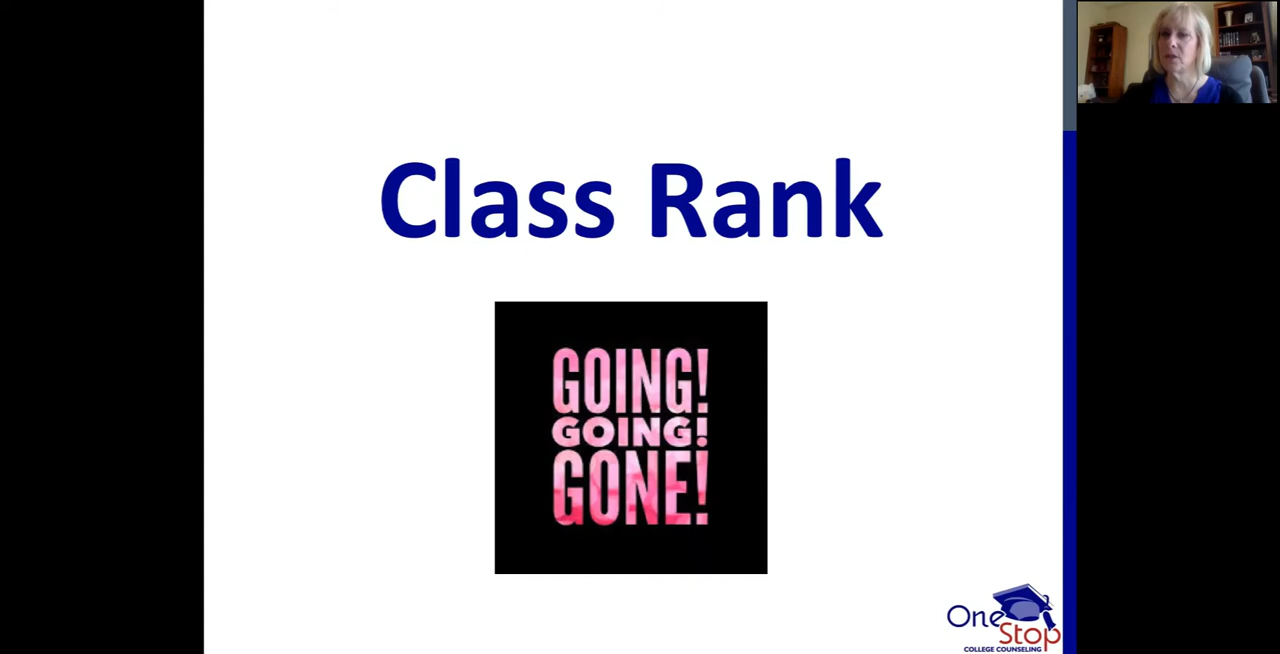 Class Rank
GOING!
GOING!
GONE!
One
Stop
COLLEGE COUNSELING